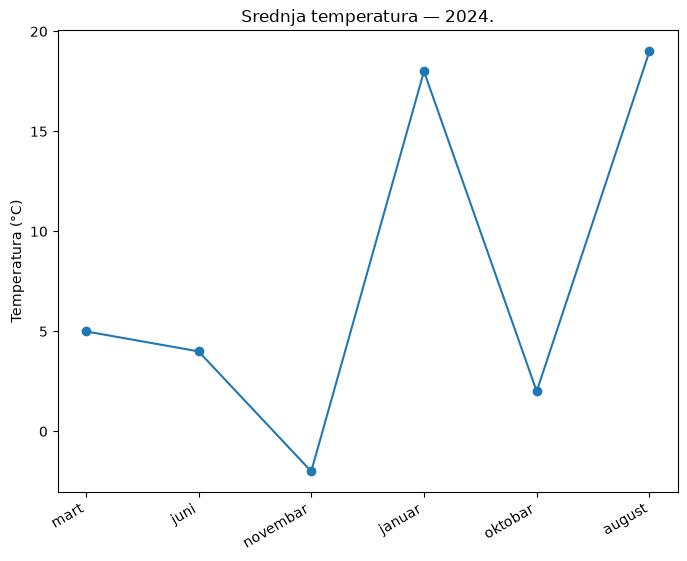 Srednja temperatura — 2024.
Temperatura (°C)
20
15
10
5
0
mart
juni
novembar
januar
oktobar
august